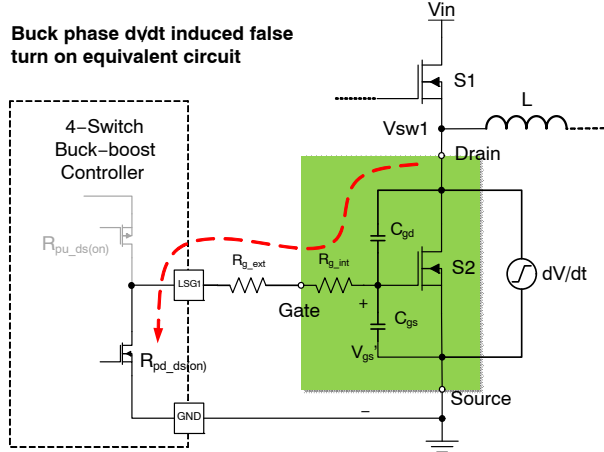 Vin
Buck phase dv/dt induced false
turn on equivalent circuit
S1
L
4−Switch
Buck−boost
Controller
Vsw1
Drain
Rpu_ds(on)
Cgd
Rg_ext
Rg_int
S2
dV/dt
LSG1
Gate
+
Cgs
Vgs'
Rpd_ds(on)
Source
GND
−